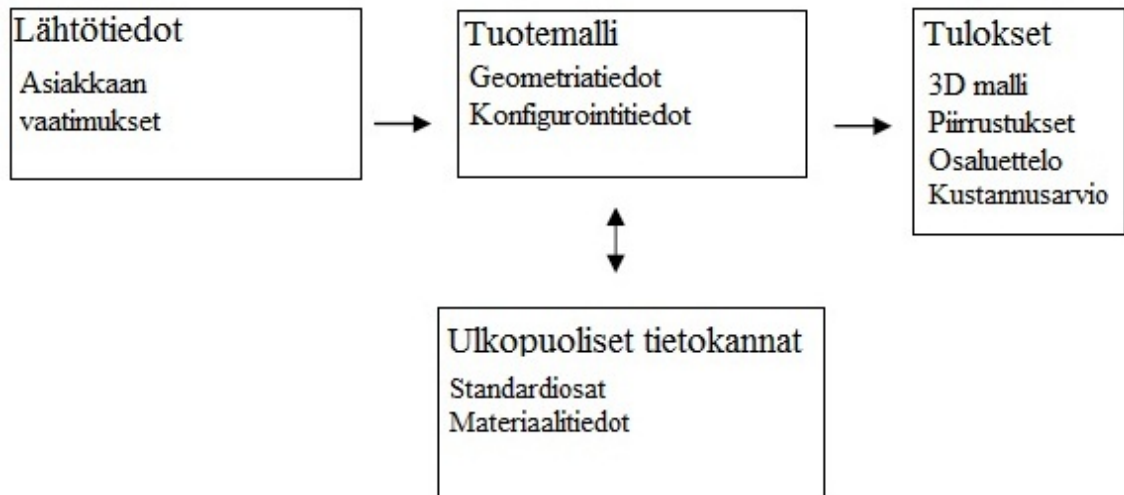 Lähtötiedot
Asiakkaan
vaatimukset
Tuotemalli
Geometriatiedot
Konfigurointitiedot
Tulokset
3D malli
Piirrustukset
Osaluettelo
Kustannusarvio
Ulkopuoliset tietokannat
Standardiosat
Materiaalitiedot